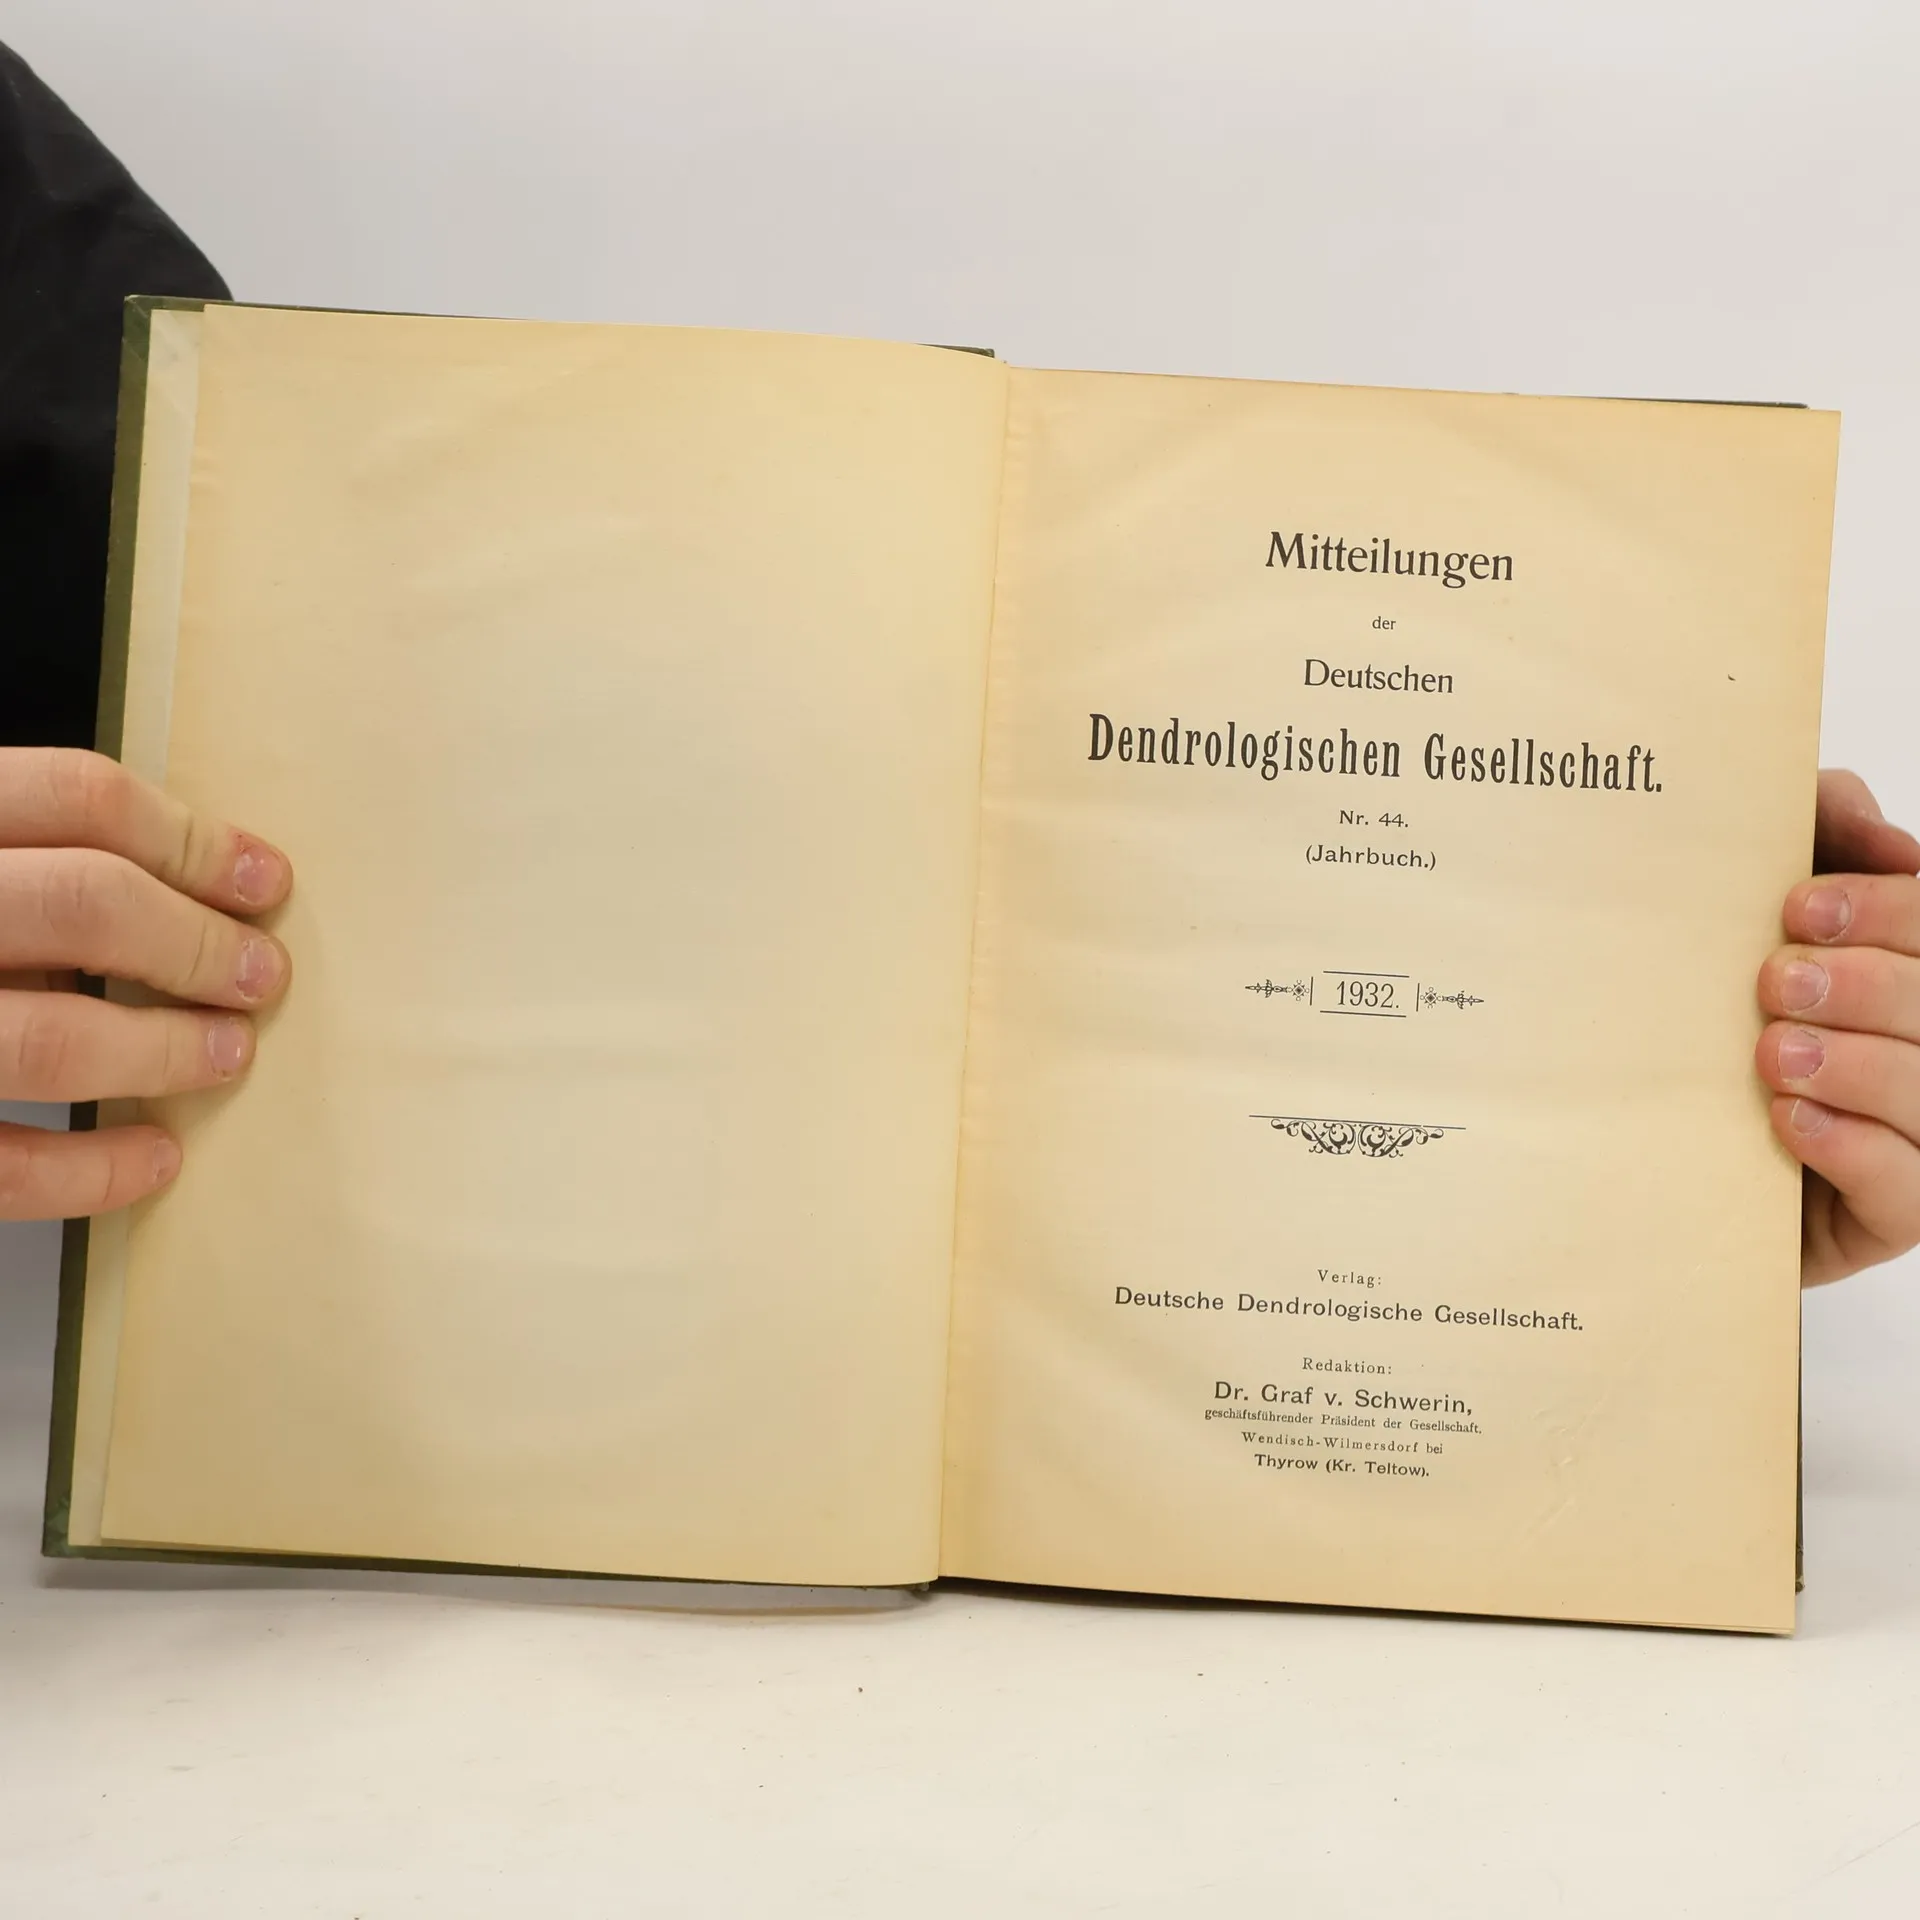 Mitteilungen
der
Deutschen
Dendrologischen Gesellschaft.
Nr. 44.
(Jahrbuch.)
1932.
Verlag:
Deutsche Dendrologische Gesellschaft.
Redaktion:
Dr. Graf v. Schwerin,
geschäftsführender Präsident der Gesellschaft.
Wendisch-Wilmersdorf bei
Thyrow (Kr. Teltow).